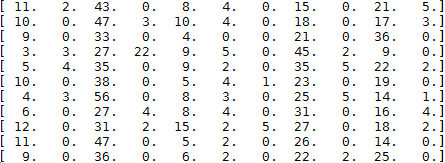 [ 11. 2. 43. 0. 8. 4. 0. 15. 0. 21. 5.]
[ 10. 0. 47. 3. 10. 4. 0. 18. 0. 17. 3.]
[ 9. 0. 33. 0. 4. 0. 0. 21. 0. 36. 0.]
[ 3. 3. 27. 22. 9. 5. 0. 45. 2. 9. 0.]
[ 5. 4. 35. 0. 9. 2. 0. 35. 5. 22. 2.]
[ 10. 0. 38. 0. 5. 4. 1. 23. 0. 19. 0.]
[ 4. 3. 56. 0. 8. 3. 0. 25. 5. 14. 1.]
[ 6. 0. 27. 4. 8. 4. 0. 31. 0. 16. 4.]
[ 12. 0. 31. 2. 15. 2. 5. 27. 0. 18. 2.]
[ 11. 0. 47. 0. 5. 2. 0. 26. 0. 14. 0.]
[ 9. 0. 36. 0. 6. 2. 0. 22. 2. 25. 0.]